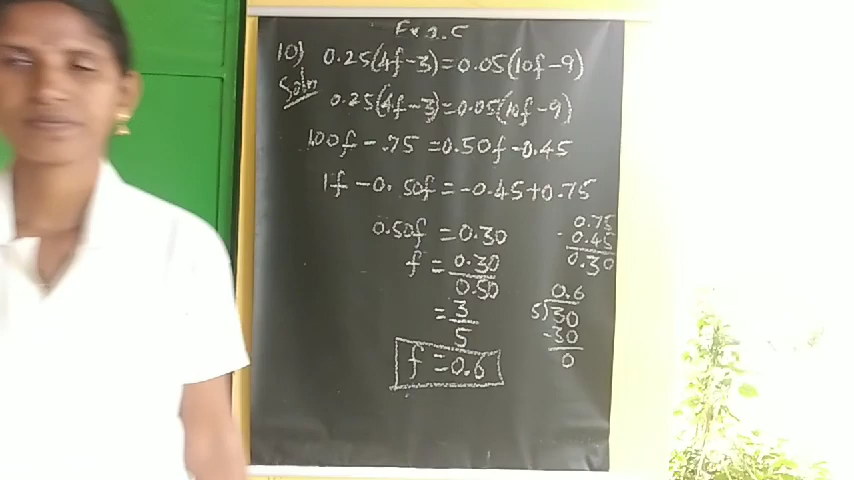 Ex 2.5
10) 0.25(4f-3)=0.05(10f-9)
Soln
0.25(4f-3)=0.05(10f-9)
1.00f-.75=0.50f-0.45
1f-0.50f=-0.45+0.75
0.50f=0.30
f=0.30
0.50
=3
5
f=0.6
0.75
-0.45
0.30
0.6
5)30
-30
0